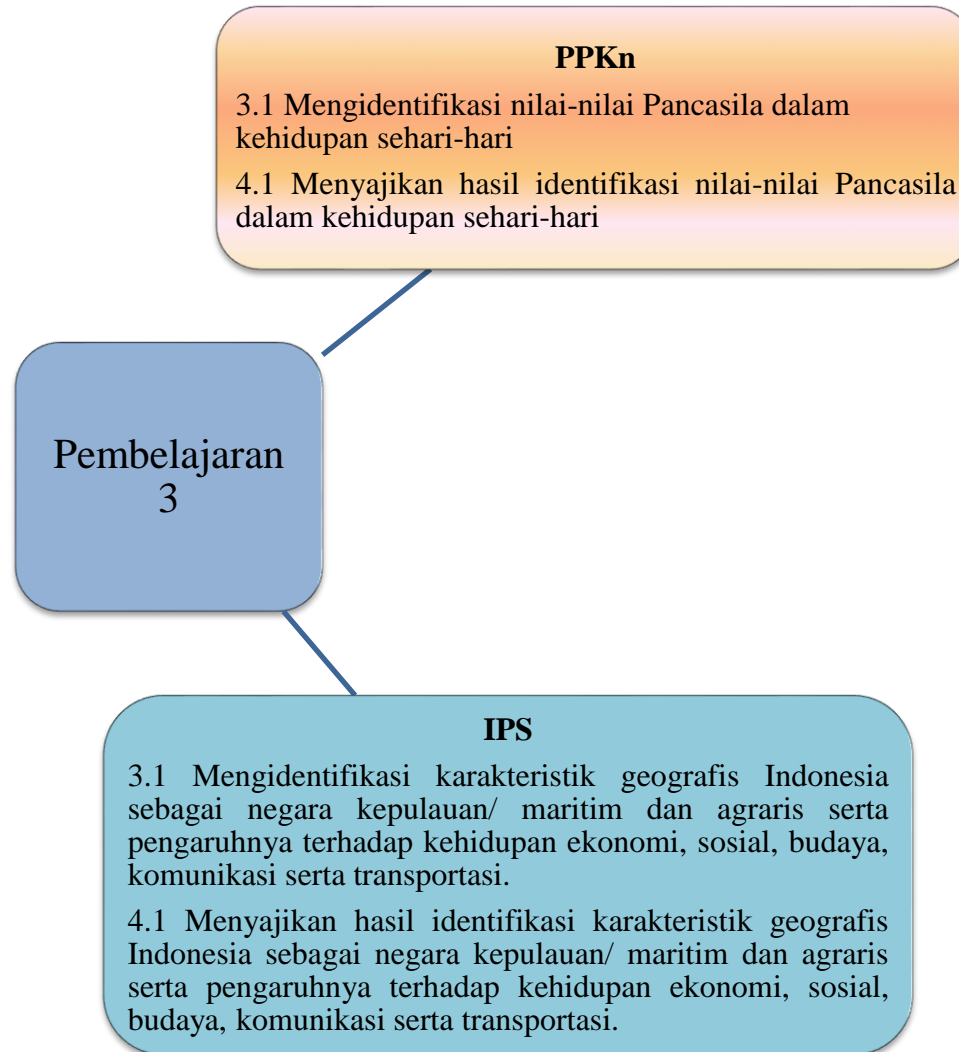 PPKn
3.1 Mengidentifikasi nilai-nilai Pancasila dalam
kehidupan sehari-hari
4.1 Menyajikan hasil identifikasi nilai-nilai Pancasila
dalam kehidupan sehari-hari
Pembelajaran
3
IPS
3.1 Mengidentifikasi karakteristik geografis Indonesia
sebagai negara kepulauan/ maritim dan agraris serta
pengaruhnya terhadap kehidupan ekonomi, sosial, budaya,
komunikasi serta transportasi.
4.1 Menyajikan hasil identifikasi karakteristik geografis
Indonesia sebagai negara kepulauan/ maritim dan agraris
serta pengaruhnya terhadap kehidupan ekonomi, sosial,
budaya, komunikasi serta transportasi.